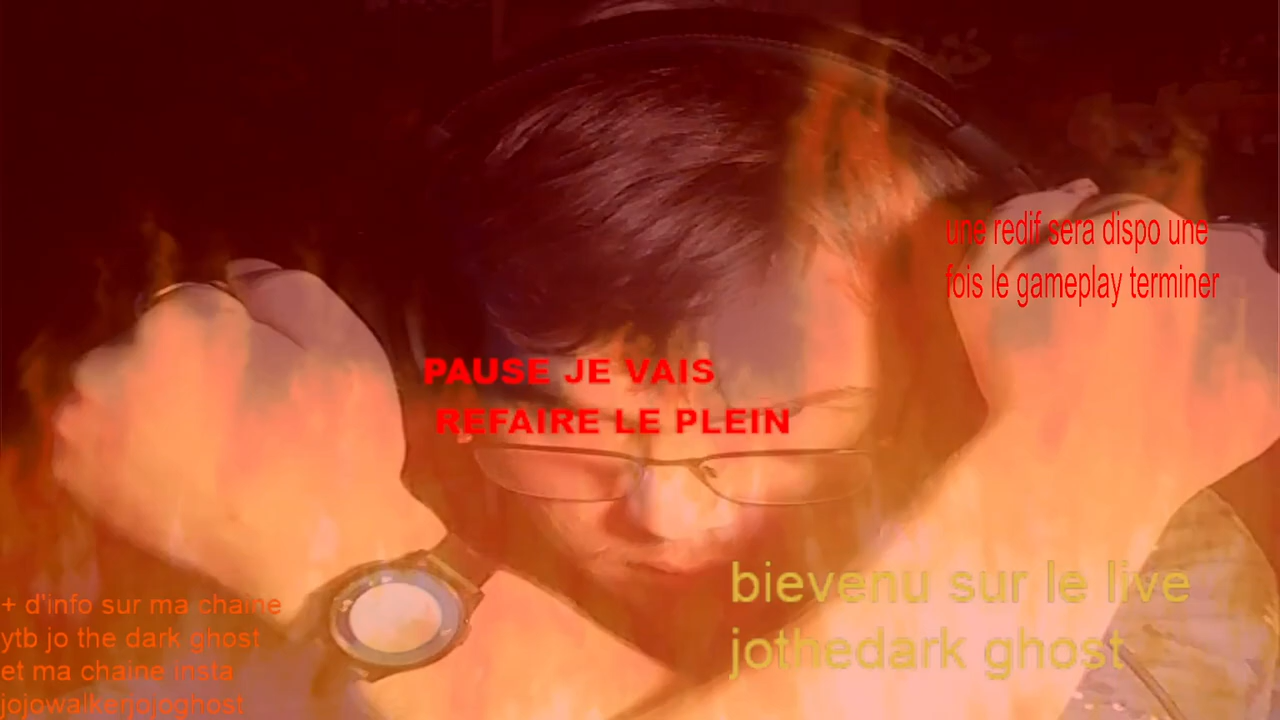 une redif sera dispo une
fois le gameplay terminer
PAUSE JE VAIS
REFAIRE LE PLEIN
bievenu sur le live
jothedark ghost
+ d'info sur ma chaine
ytb jo the dark ghost
et ma chaine insta
jojowalkerjojoghost